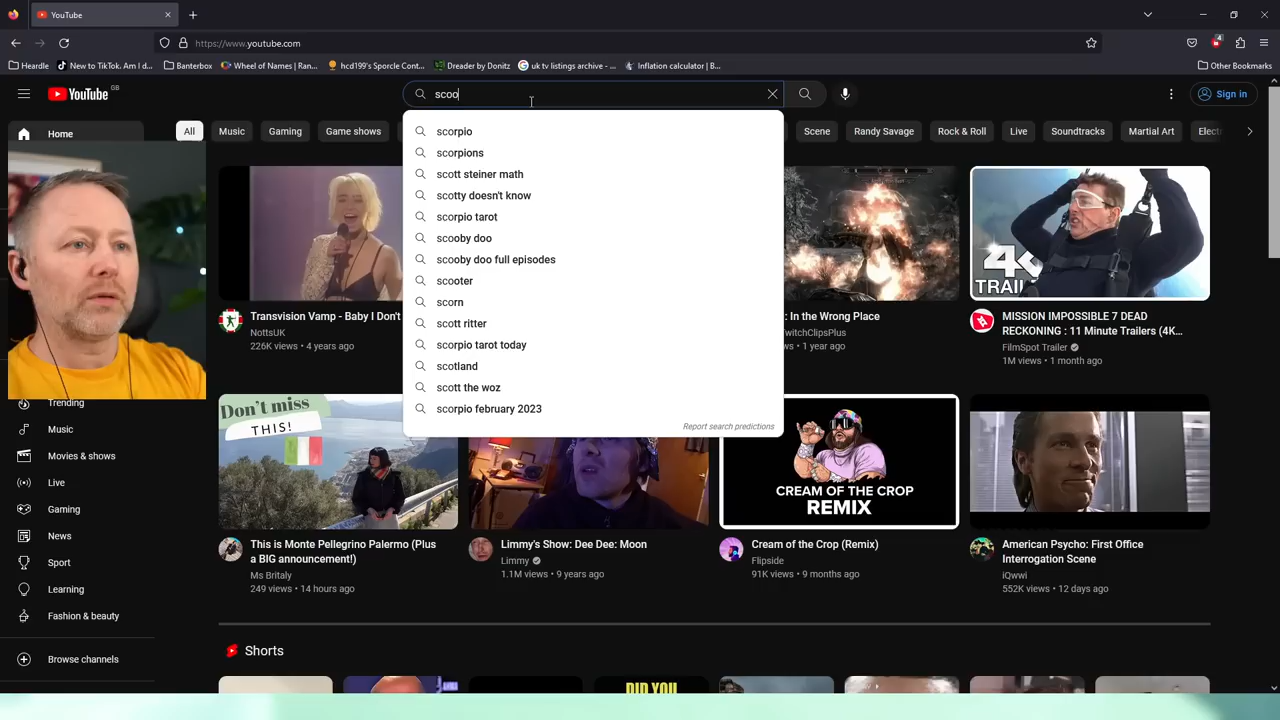 YouTube
https://www.youtube.com
4
Heardle
New to TikTok. Am I d...
Banterbox
Wheel of Names | Ran...
hcd199's Sporcle Cont...
Dreader by Donitz
uk tv listings archive - ...
Inflation calculator | B...
Other Bookmarks
YouTube GB
scoo
Sign in
Home
All
Music
Gaming
Game shows
Scene
Randy Savage
Rock & Roll
Live
Soundtracks
Martial Art
Electr
scorpio
scorpions
scott steiner math
scotty doesn't know
scorpio tarot
scooby doo
scooby doo full episodes
scooter
scorn
scott ritter
scorpio tarot today
scotland
scott the woz
scorpio february 2023
Report search predictions
Transvision Vamp - Baby I Don't
NottsUK
226K views • 4 years ago
: In the Wrong Place
TwitchClipsPlus
• 1 year ago
4K
TRAIL
MISSION IMPOSSIBLE 7 DEAD
RECKONING : 11 Minute Trailers (4K...
FilmSpot Trailer
1M views • 1 month ago
Trending
Music
Movies & shows
Live
Gaming
News
Sport
Learning
Fashion & beauty
Browse channels
Don't miss
THIS!
This is Monte Pellegrino Palermo (Plus
a BIG announcement!)
Ms Britaly
249 views • 14 hours ago
Limmy's Show: Dee Dee: Moon
Limmy
1.1M views • 9 years ago
CREAM OF THE CROP
REMIX
Cream of the Crop (Remix)
Flipside
91K views • 9 months ago
American Psycho: First Office
Interrogation Scene
iQwwi
552K views • 12 days ago
Shorts
DID YOU